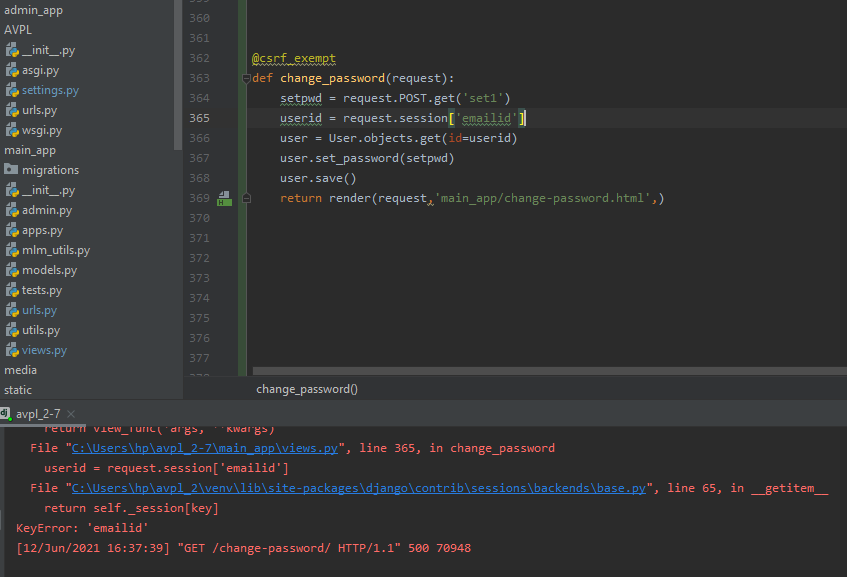 admin_app
AVPL
__init__.py
asgi.py
settings.py
urls.py
wsgi.py
main_app
migrations
__init__.py
admin.py
apps.py
mlm_utils.py
models.py
tests.py
urls.py
utils.py
views.py
media
static
360
361
362 @csrf_exempt
363 def change_password(request):
364 setpwd = request.POST.get('set1')
365 userid = request.session['emailid']
366 user = User.objects.get(id=userid)
367 user.set_password(setpwd)
368 user.save()
369 return render(request,'main_app/change-password.html',)
370
371
372
373
374
375
376
377
change_password()
avpl_2-7
return view_func(*args, **kwargs)
File "C:\Users\hp\avpl_2-7\main_app\views.py", line 365, in change_password
userid = request.session['emailid']
File "C:\Users\hp\avpl_2\venv\lib\site-packages\django\contrib\sessions\backends\base.py", line 65, in __getitem__
return self._session[key]
KeyError: 'emailid'
[12/Jun/2021 16:37:39] "GET /change-password/ HTTP/1.1" 500 70948